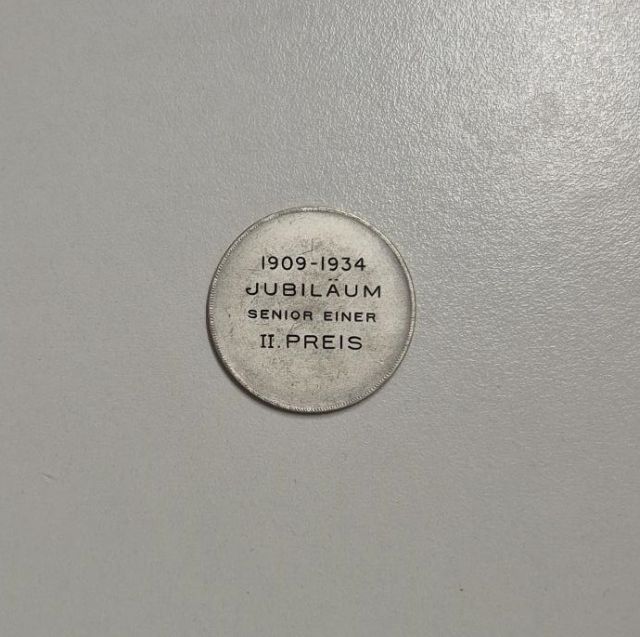 1909-1934
JUBILÄUM
SENIOR EINER
II. PREIS